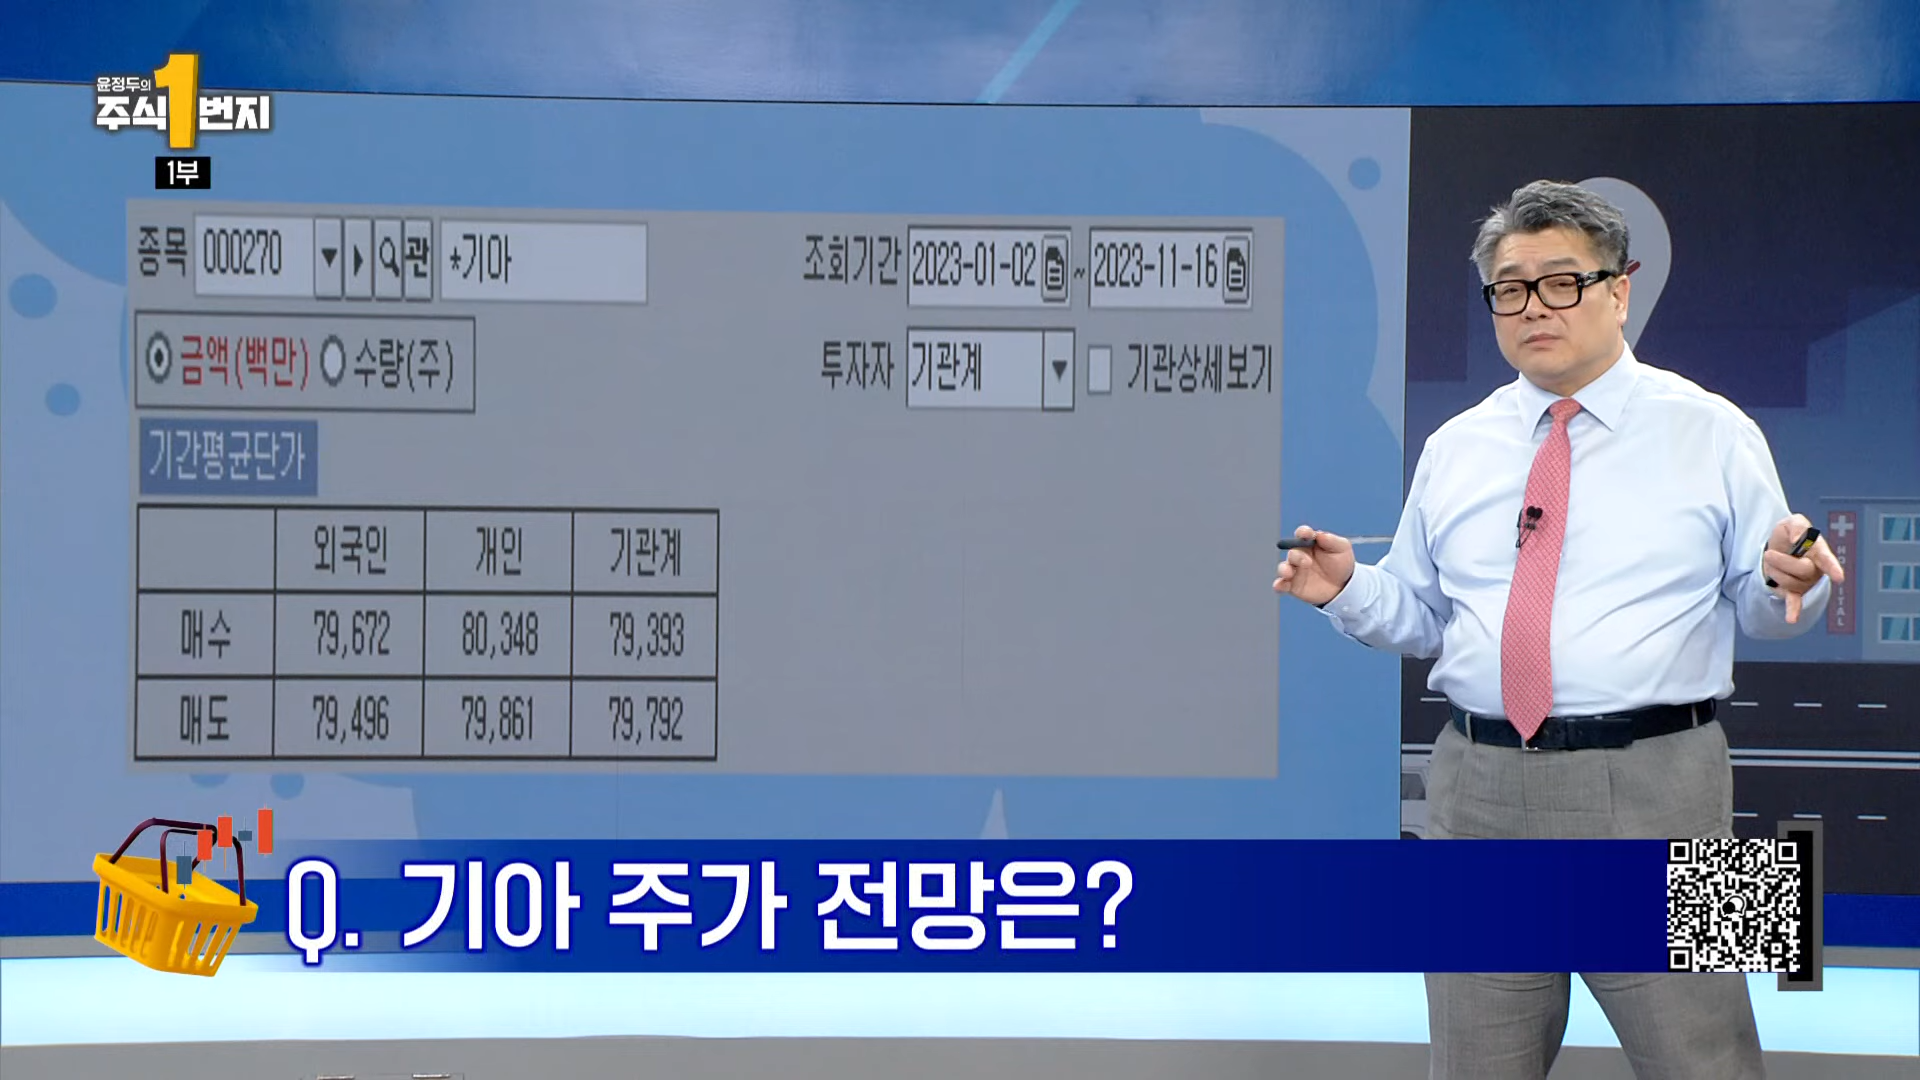 윤정두의
주식1번지
1부
종목 000270 관 *기아 조회기간 2023-01-02 ~ 2023-11-16
금액(백만) 수량(주) 투자자 기관계 기관상세보기
기간평균단가
외국인 개인 기관계
매수 79,672 80,348 79,393
매도 79,496 79,861 79,792
HOSPITAL
Q. 기아 주가 전망은?